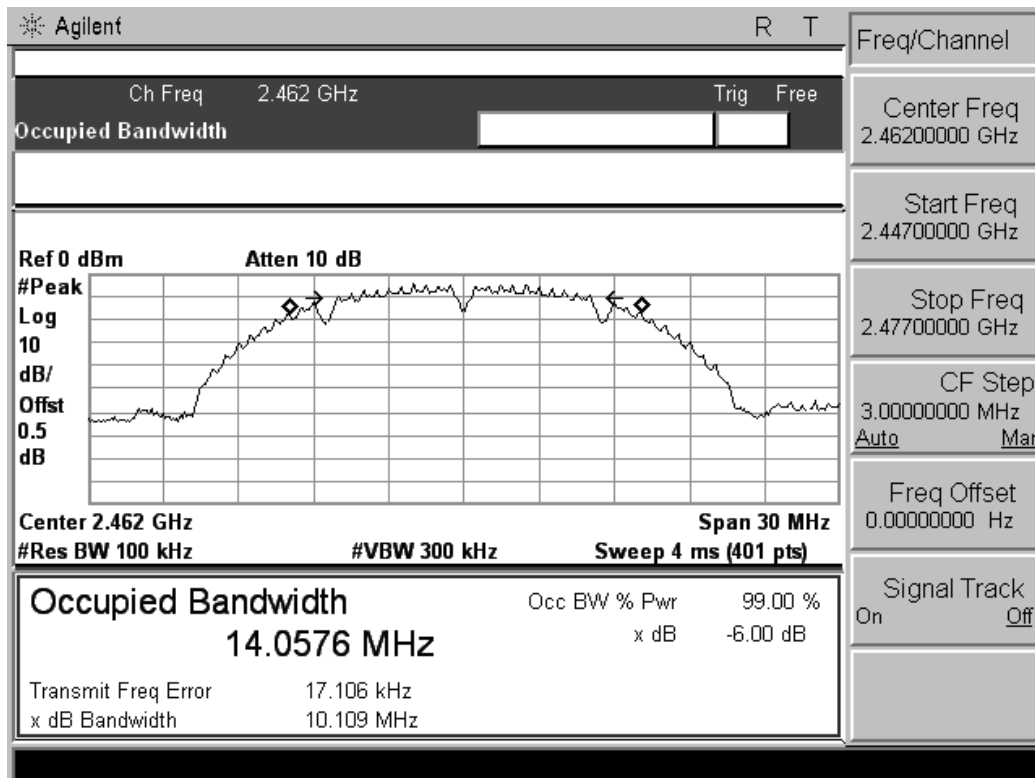 Agilent R T
Ch Freq 2.462 GHz Trig Free
Occupied Bandwidth
Ref 0 dBm Atten 10 dB
#Peak
Log
10
dB/
Offst
0.5
dB
Center 2.462 GHz Span 30 MHz
#Res BW 100 kHz #VBW 300 kHz Sweep 4 ms (401 pts)
Occupied Bandwidth
14.0576 MHz
Occ BW % Pwr 99.00 %
x dB -6.00 dB
Transmit Freq Error 17.106 kHz
x dB Bandwidth 10.109 MHz
Freq/Channel
Center Freq
2.46200000 GHz
Start Freq
2.44700000 GHz
Stop Freq
2.47700000 GHz
CF Step
3.00000000 MHz
Auto Mar
Freq Offset
0.00000000 Hz
Signal Track
On Off